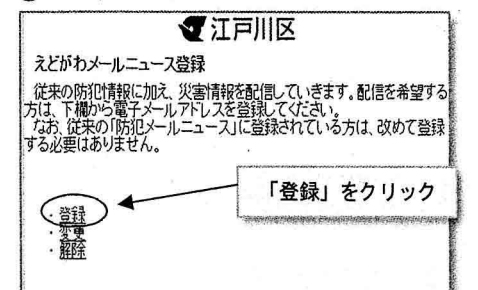 江戸川区
えどがわメールニュース登録
従来の防犯情報に加え、災害情報を配信していきます。配信を希望する
方は、下欄から電子メールアドレスを登録してください。
なお、従来の「防犯メールニュース」に登録されている方は、改めて登録
する必要はありません。
「登録」をクリック
・登録
・変更
・解除